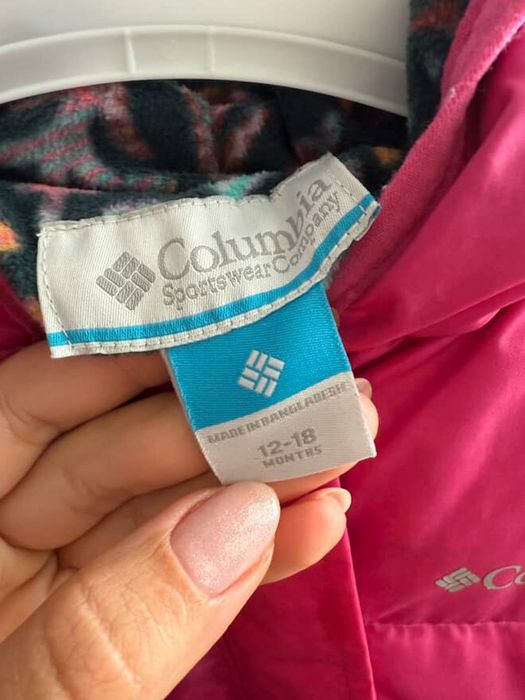 Columbia
Sportswear Company
MADE IN BANGLADESH
12-18
MONTHS